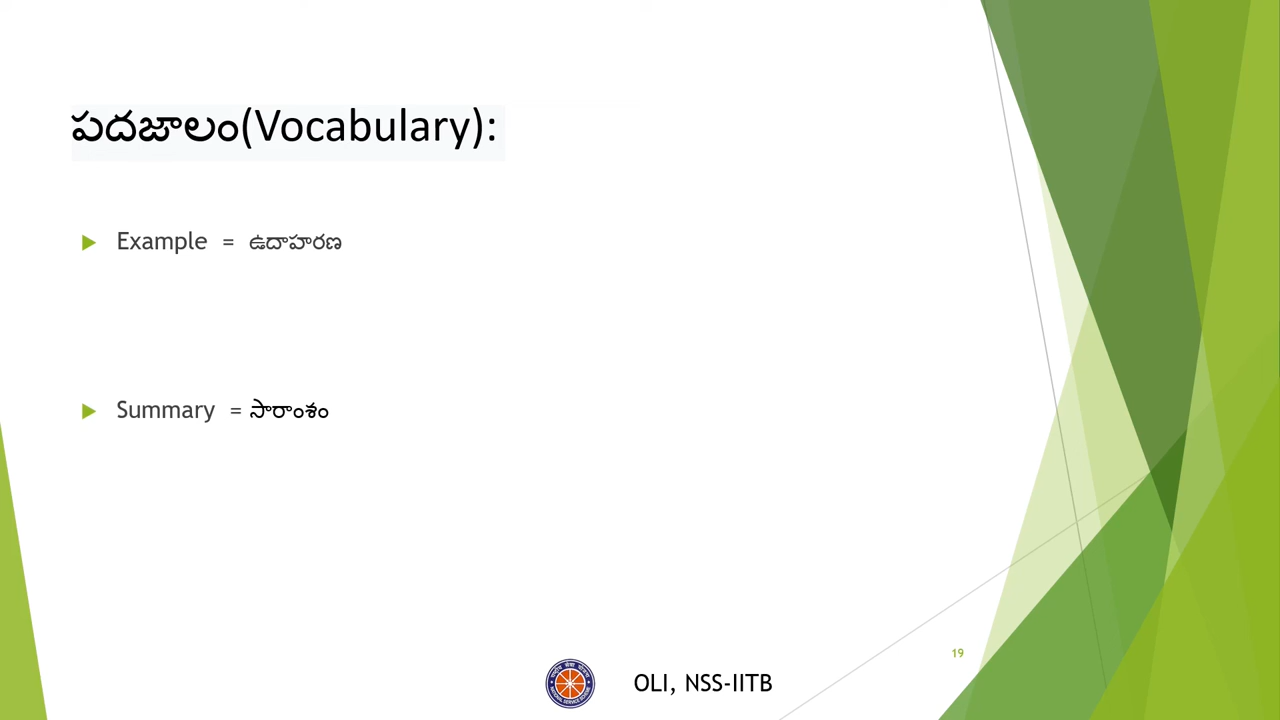 పదజాలం(Vocabulary):
Example = ఉదాహరణ
Summary = సారాంశం
19
OLI, NSS-IITB